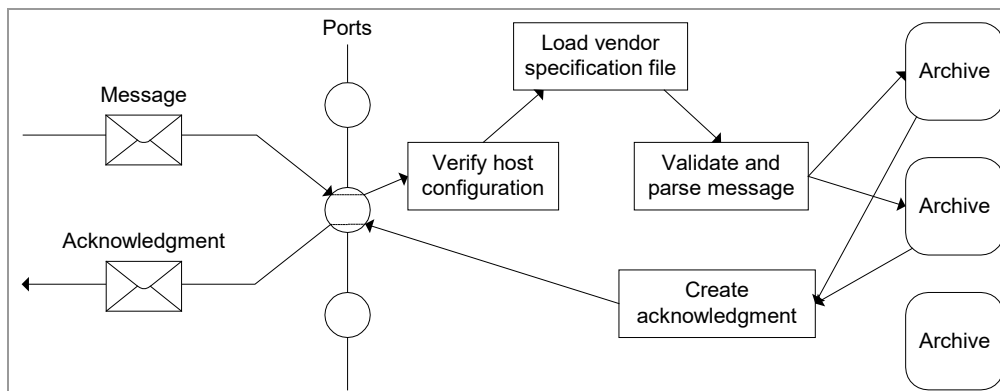 Ports
Load vendor
specification file
Archive
Message
Verify host
configuration
Validate and
parse message
Archive
Acknowledgment
Create
acknowledgment
Archive